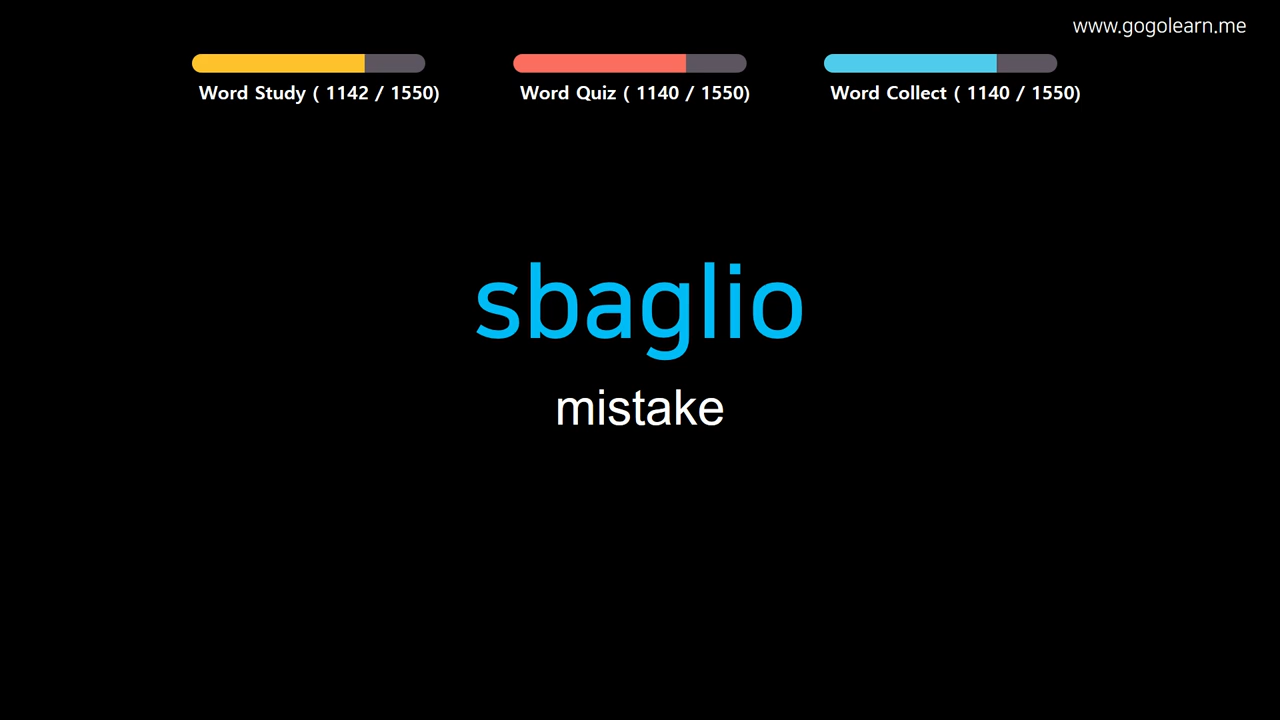 www.gogolearn.me
Word Study ( 1142 / 1550)
Word Quiz ( 1140 / 1550)
Word Collect ( 1140 / 1550)
sbaglio
mistake